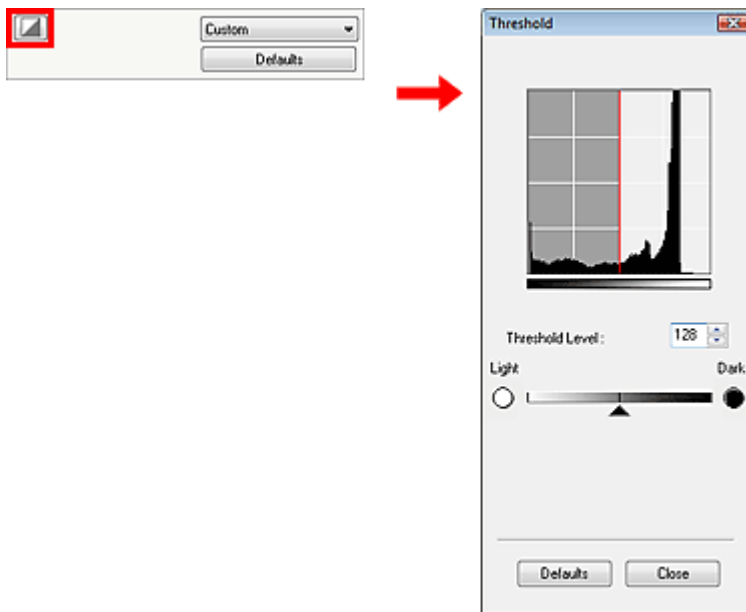 Custom
Defaults
Threshold
Threshold Level :
128
Light
Dark
Defaults
Close